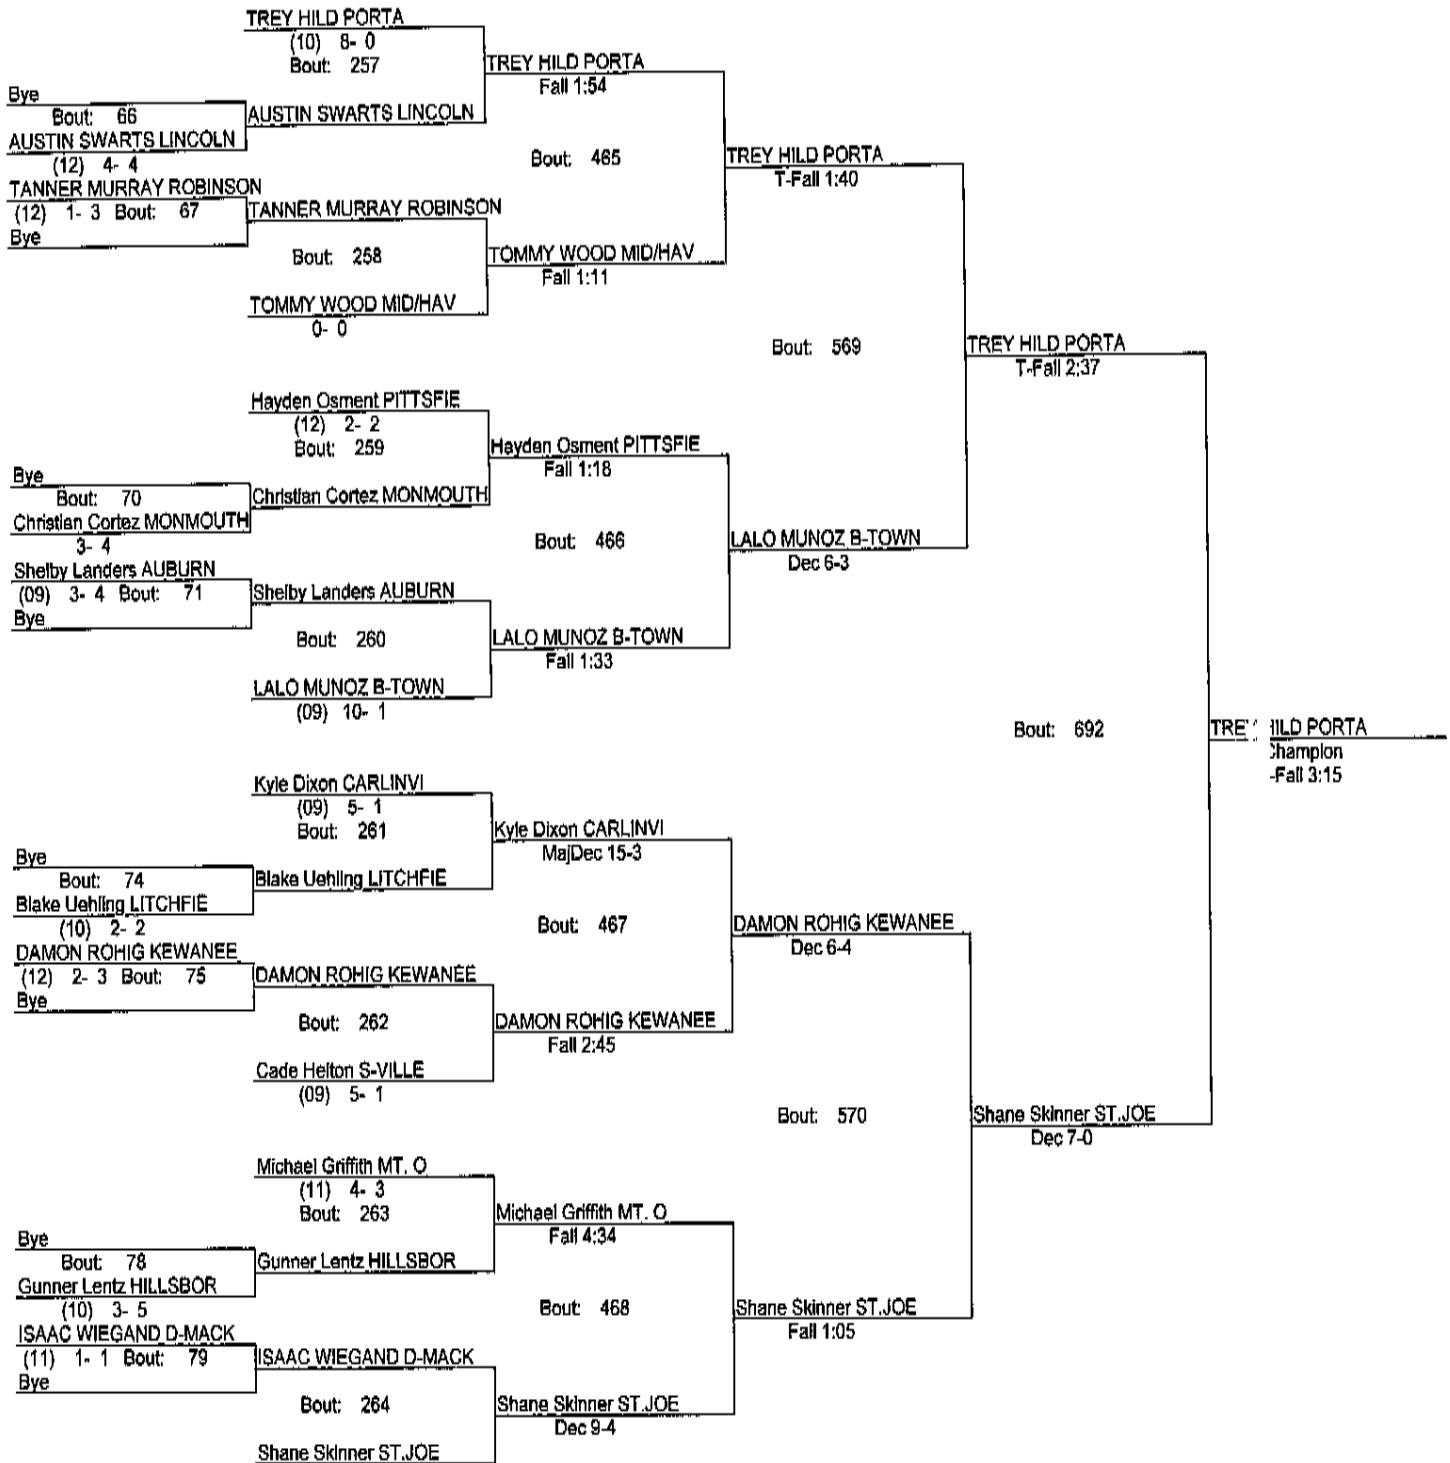 TREY HILD PORTA
(10) 8- 0
Bout: 257
TREY HILD PORTA
Fall 1:54
Bye
Bout: 66
AUSTIN SWARTS LINCOLN
AUSTIN SWARTS LINCOLN
(12) 4- 4
Bout: 465
TREY HILD PORTA
T-Fall 1:40
TANNER MURRAY ROBINSON
(12) 1- 3 Bout: 67
Bye
TANNER MURRAY ROBINSON
Bout: 258
TOMMY WOOD MID/HAV
Fall 1:11
TOMMY WOOD MID/HAV
0- 0
Bout: 569
TREY HILD PORTA
T-Fall 2:37
Hayden Osment PITTSFIE
(12) 2- 2
Bout: 259
Hayden Osment PITTSFIE
Fall 1:18
Bye
Bout: 70
Christian Cortez MONMOUTH
Christian Cortez MONMOUTH
3- 4
Bout: 466
LALO MUNOZ B-TOWN
Dec 6-3
Shelby Landers AUBURN
(09) 3- 4 Bout: 71
Bye
Shelby Landers AUBURN
Bout: 260
LALO MUNOZ B-TOWN
Fall 1:33
LALO MUNOZ B-TOWN
(09) 10- 1
Bout: 692
TRE HILD PORTA
Champion
-Fall 3:15
Kyle Dixon CARLINVI
(09) 5- 1
Bout: 261
Kyle Dixon CARLINVI
MajDec 15-3
Bye
Bout: 74
Blake Uehling LITCHFIE
Blake Uehling LITCHFIE
(10) 2- 2
Bout: 467
DAMON ROHIG KEWANEE
Dec 6-4
DAMON ROHIG KEWANEE
(12) 2- 3 Bout: 75
Bye
DAMON ROHIG KEWANEE
Bout: 262
DAMON ROHIG KEWANEE
Fall 2:45
Cade Helton S-VILLE
(09) 5- 1
Bout: 570
Shane Skinner ST.JOE
Dec 7-0
Michael Griffith MT. O
(11) 4- 3
Bout: 263
Michael Griffith MT. O
Fall 4:34
Bye
Bout: 78
Gunner Lentz HILLSBOR
Gunner Lentz HILLSBOR
(10) 3- 5
Bout: 468
Shane Skinner ST.JOE
Fall 1:05
ISAAC WIEGAND D-MACK
(11) 1- 1 Bout: 79
Bye
ISAAC WIEGAND D-MACK
Bout: 264
Shane Skinner ST.JOE
Dec 9-4
Shane Skinner ST.JOE